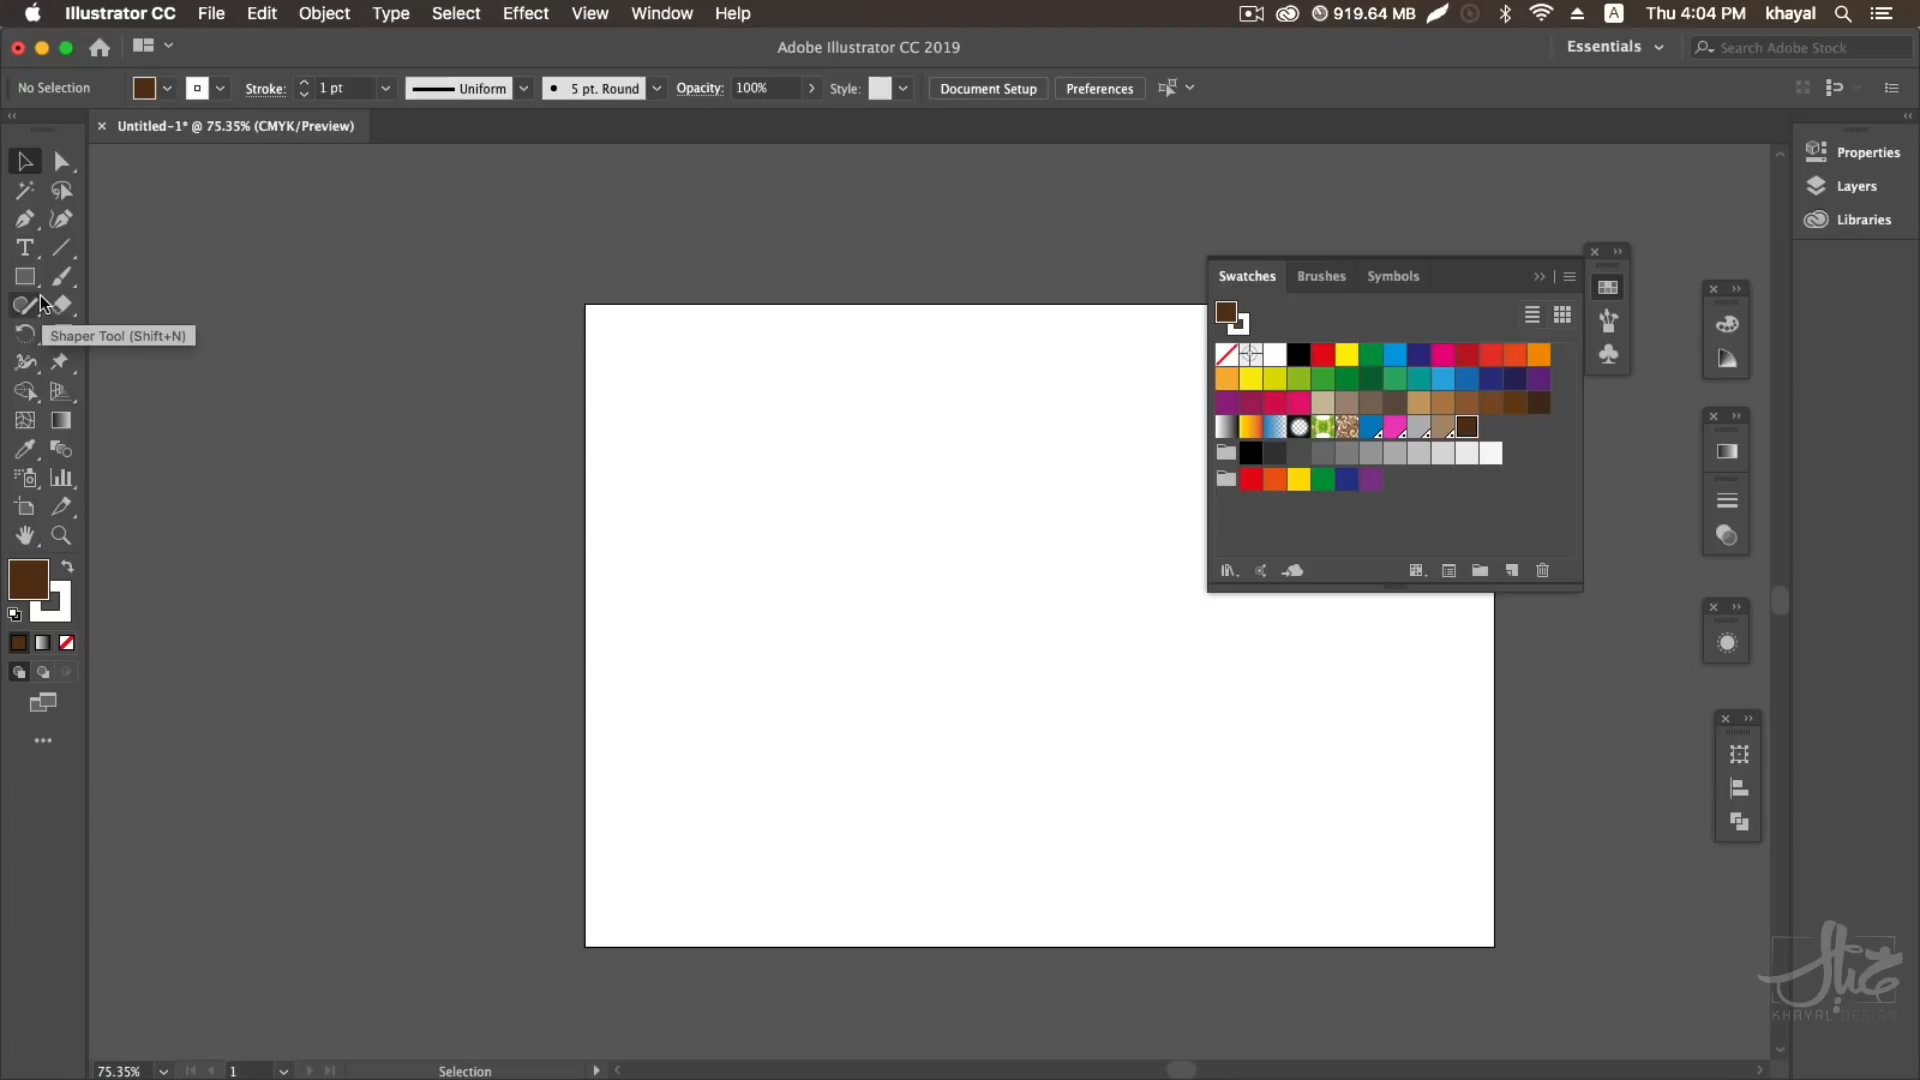 Illustrator CC File Edit Object Type Select Effect View Window Help 919.64 MB A Thu 4:04 PM khayal
Adobe Illustrator CC 2019 Essentials Search Adobe Stock
No Selection Stroke: 1 pt Uniform 5 pt. Round Opacity: 100% Style: Document Setup Preferences
Untitled-1* @ 75.35% (CMYK/Preview)
Properties
Layers
Libraries
Swatches Brushes Symbols
Shaper Tool (Shift+N)
خيال
KHAYAL DESIGN
75.35% 1 Selection